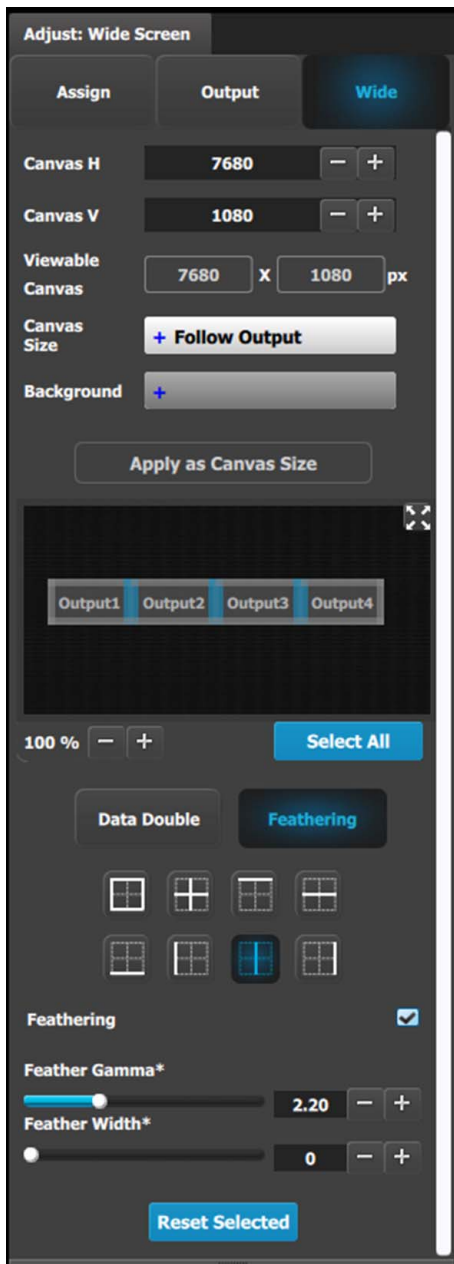 Adjust: Wide Screen
Assign Output Wide
Canvas H 7680 − +
Canvas V 1080 − +
Viewable
Canvas 7680 X 1080 px
Canvas
Size + Follow Output
Background +
Apply as Canvas Size
Output1 Output2 Output3 Output4
100 % − + Select All
Data Double Feathering
Feathering
Feather Gamma*
2.20 − +
Feather Width*
0 − +
Reset Selected